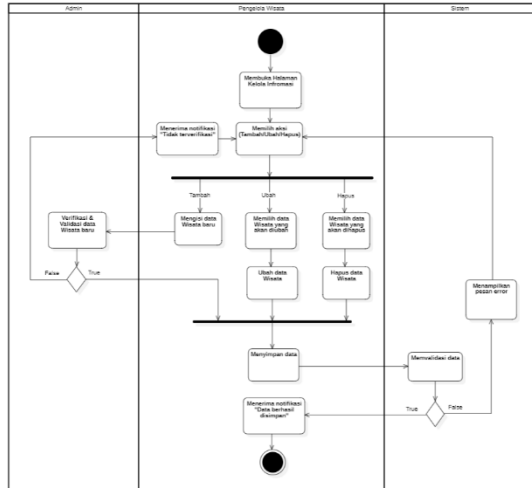 Admin
Pengelola Wisata
Sistem
Membuka Halaman
Kelola Infromasi
Menerima notifikasi
"Tidak terverifikasi"
Memilih aksi
(Tambah/Ubah/Hapus)
Tambah
Ubah
Hapus
Verifikasi &
Validasi data
Wisata baru
Mengisi data
Wisata baru
Memilih data
Wisata yang
akan diubah
Memilih data
Wisata yang
akan dihapus
False
True
Ubah data
Wisata
Hapus data
Wisata
Menampilkan
pesan error
Menyimpan data
Memvalidasi data
Menerima notifikasi
"Data berhasil
disimpan"
True
False